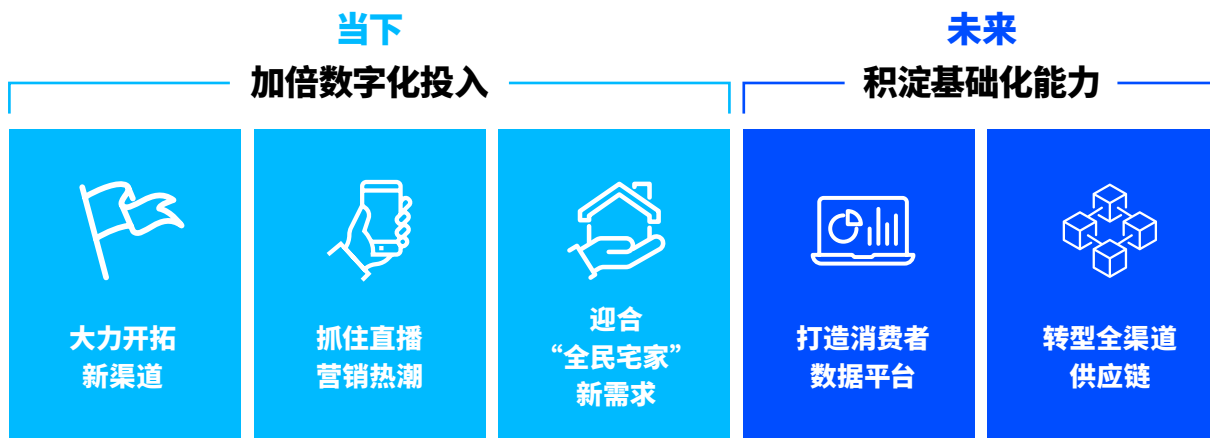 当下
加倍数字化投入
大力开拓
新渠道
抓住直播
营销热潮
迎合
“全民宅家”
新需求
未来
积淀基础化能力
打造消费者
数据平台
转型全渠道
供应链